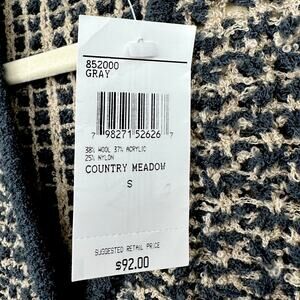 852000
GRAY
7 98271 52626 7
38% WOOL 37% ACRYLIC
25% NYLON
COUNTRY MEADOW
S
SUGGESTED RETAIL PRICE
$92.00